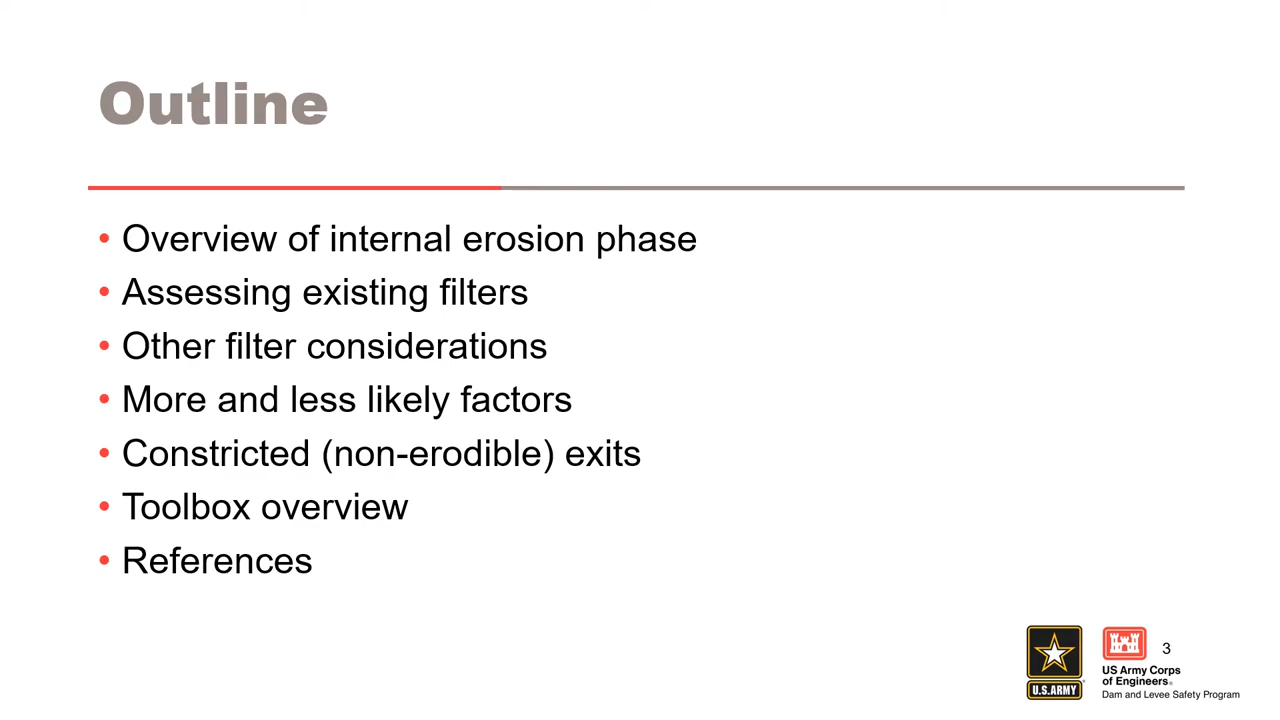 Outline
• Overview of internal erosion phase
• Assessing existing filters
• Other filter considerations
• More and less likely factors
• Constricted (non-erodible) exits
• Toolbox overview
• References
U.S.ARMY
3
US Army Corps
of Engineers®
Dam and Levee Safety Program